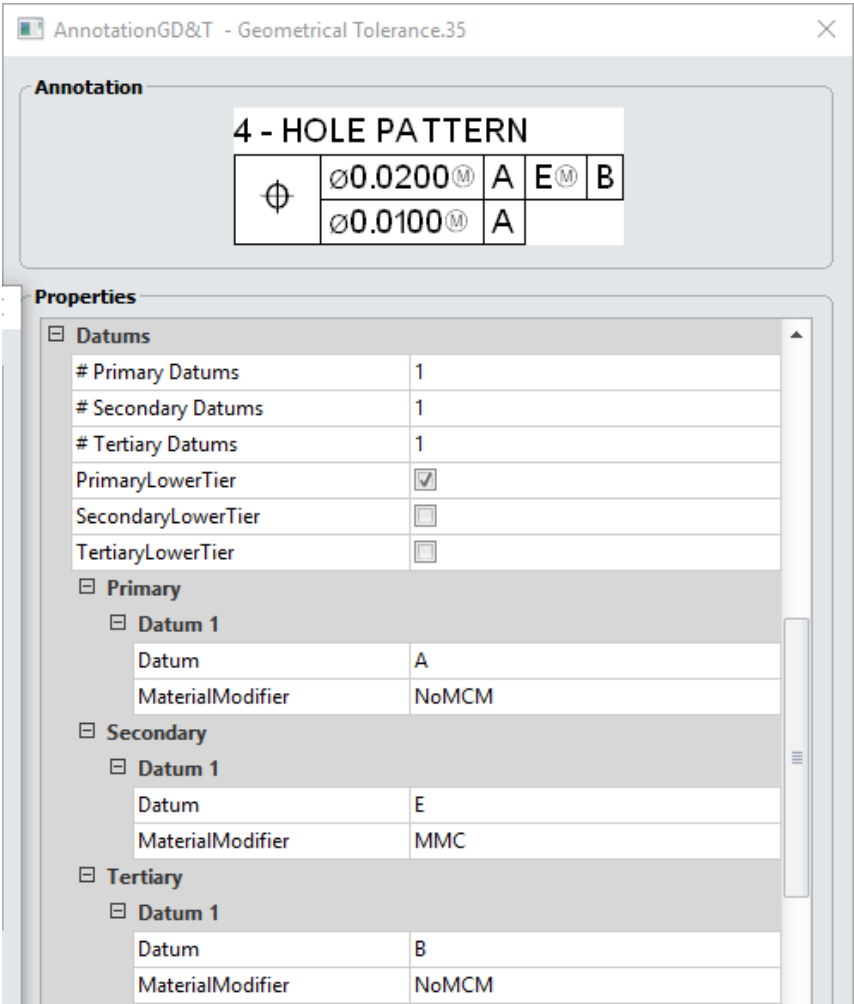 AnnotationGD&T - Geometrical Tolerance.35
Annotation
4 - HOLE PATTERN
⌖ ⌀0.0200Ⓜ A EⓂ B
⌀0.0100Ⓜ A
Properties
Datums
# Primary Datums 1
# Secondary Datums 1
# Tertiary Datums 1
PrimaryLowerTier
SecondaryLowerTier
TertiaryLowerTier
Primary
Datum 1
Datum A
MaterialModifier NoMCM
Secondary
Datum 1
Datum E
MaterialModifier MMC
Tertiary
Datum 1
Datum B
MaterialModifier NoMCM